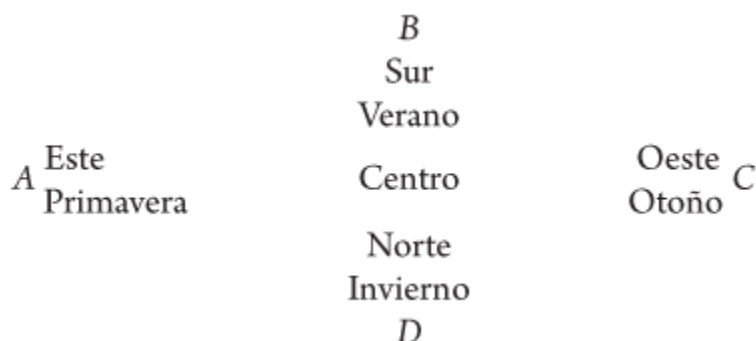 B
Sur
Verano
A Este
Primavera
Centro
Oeste
Otoño C
Norte
Invierno
D